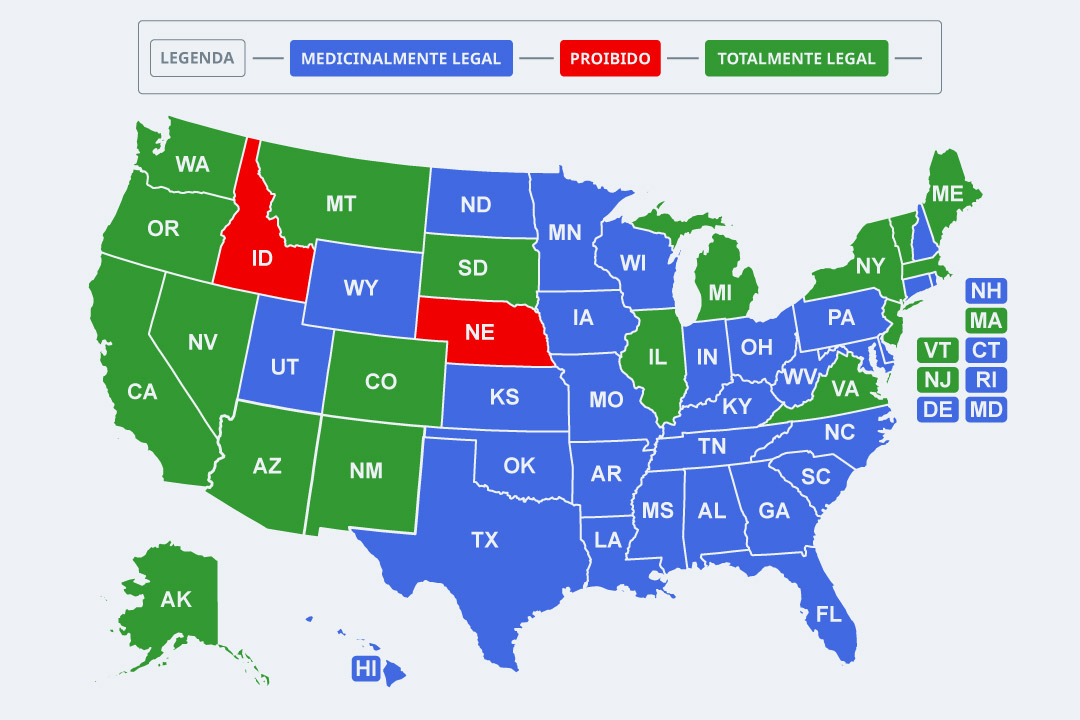 LEGENDA MEDICINALMENTE LEGAL PROIBIDO TOTALMENTE LEGAL
WA
MT
ND
MN
ME
OR
ID
SD
WI
NY
WY
MI
NH
NV
NE
IA
PA
MA
UT
CO
IL
IN
OH
VT CT
CA
KS
MO
KY
WV
VA
NJ RI
DE MD
AZ
NM
OK
AR
TN
NC
SC
TX
LA
MS
AL
GA
AK
FL
HI